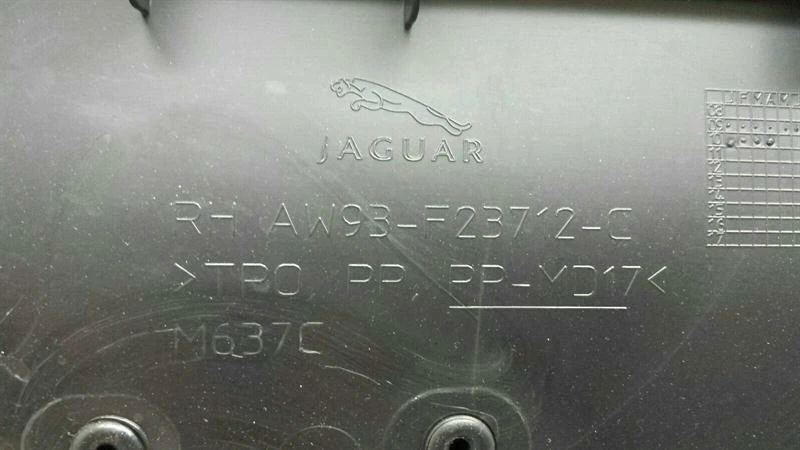 JAGUAR
RH AW93-F23712-C
>TPO, PP, PP-MD17<
M637C
J F M A M